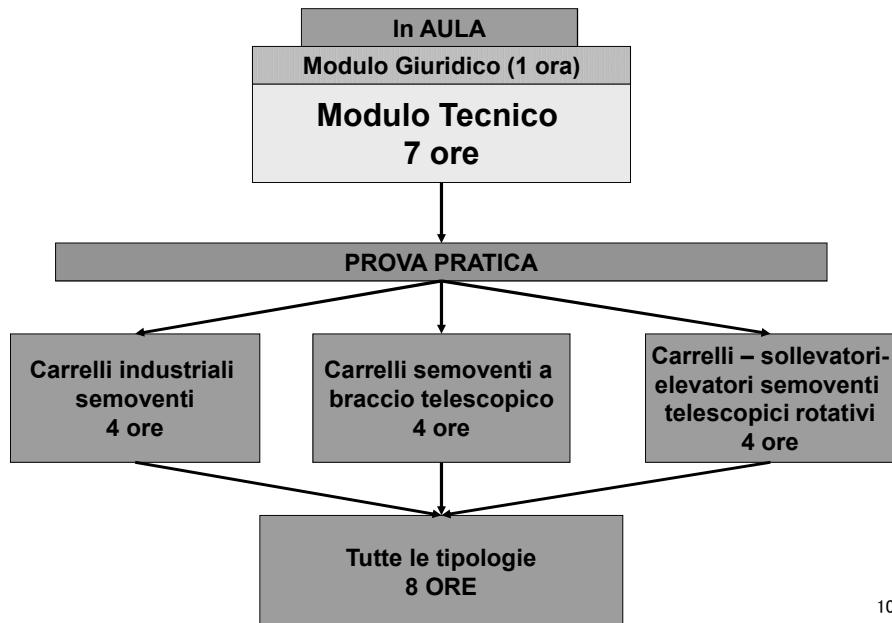 In AULA
Modulo Giuridico (1 ora)
Modulo Tecnico
7 ore
PROVA PRATICA
Carrelli industriali
semoventi
4 ore
Carrelli semoventi a
braccio telescopico
4 ore
Carrelli – sollevatori-
elevatori semoventi
telescopici rotativi
4 ore
Tutte le tipologie
8 ORE
10